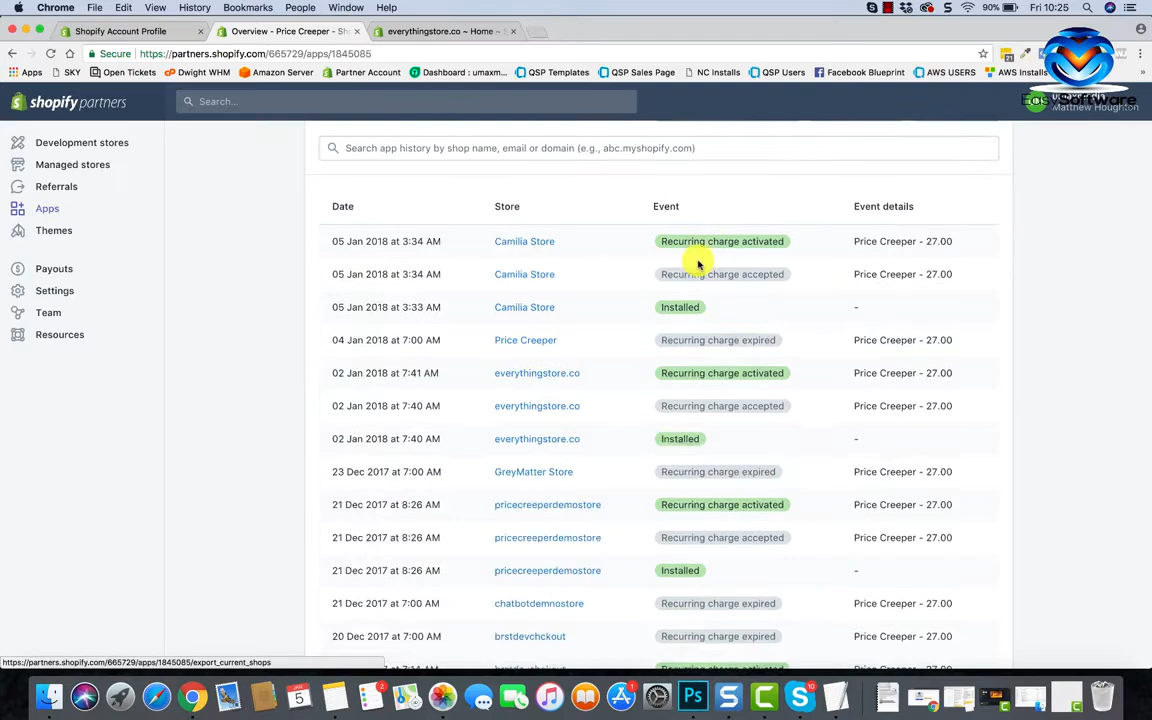 Chrome File Edit View History Bookmarks People Window Help 90% Fri 10:25
Shopify Account Profile × Overview - Price Creeper - Sh × everythingstore.co ~ Home ~ S ×
Secure https://partners.shopify.com/665729/apps/1845085
Apps SKY Open Tickets Dwight WHM Amazon Server Partner Account Dashboard : umaxm... QSP Templates QSP Sales Page NC Installs QSP Users Facebook Blueprint AWS USERS AWS Installs
EasySoftware
shopify partners Search...
Matthew Houghton
Development stores
Managed stores
Referrals
Apps
Themes
Payouts
Settings
Team
Resources
Search app history by shop name, email or domain (e.g., abc.myshopify.com)
Date Store Event Event details
05 Jan 2018 at 3:34 AM Camilia Store Recurring charge activated Price Creeper - 27.00
05 Jan 2018 at 3:34 AM Camilia Store Recurring charge accepted Price Creeper - 27.00
05 Jan 2018 at 3:33 AM Camilia Store Installed -
04 Jan 2018 at 7:00 AM Price Creeper Recurring charge expired Price Creeper - 27.00
02 Jan 2018 at 7:41 AM everythingstore.co Recurring charge activated Price Creeper - 27.00
02 Jan 2018 at 7:40 AM everythingstore.co Recurring charge accepted Price Creeper - 27.00
02 Jan 2018 at 7:40 AM everythingstore.co Installed -
23 Dec 2017 at 7:00 AM GreyMatter Store Recurring charge expired Price Creeper - 27.00
21 Dec 2017 at 8:26 AM pricecreeperdemostore Recurring charge activated Price Creeper - 27.00
21 Dec 2017 at 8:26 AM pricecreeperdemostore Recurring charge accepted Price Creeper - 27.00
21 Dec 2017 at 8:26 AM pricecreeperdemostore Installed -
21 Dec 2017 at 7:00 AM chatbotdemnostore Recurring charge expired Price Creeper - 27.00
20 Dec 2017 at 7:00 AM brstdevchckout Recurring charge expired Price Creeper - 27.00
https://partners.shopify.com/665729/apps/1845085/export_current_shops